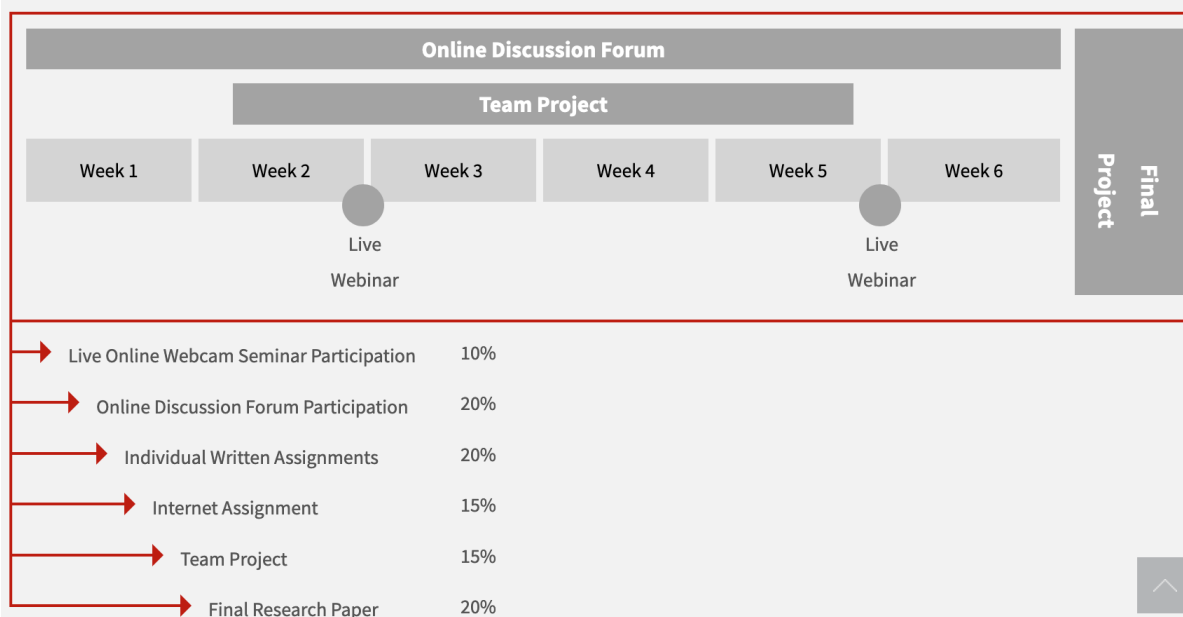 Online Discussion Forum
Team Project
Week 1
Week 2
Week 3
Week 4
Week 5
Week 6
Live
Webinar
Live
Webinar
Final
Project
Live Online Webcam Seminar Participation 10%
Online Discussion Forum Participation 20%
Individual Written Assignments 20%
Internet Assignment 15%
Team Project 15%
Final Research Paper 20%